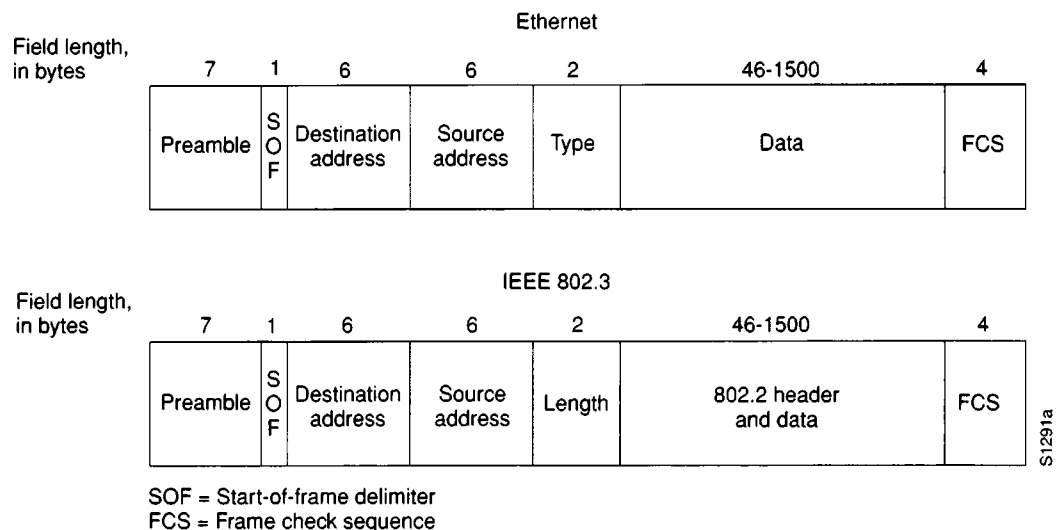 Ethernet
Field length,
in bytes
7 1 6 6 2 46-1500 4
Preamble
S
O
F
Destination
address
Source
address
Type
Data
FCS
IEEE 802.3
Field length,
in bytes
7 1 6 6 2 46-1500 4
Preamble
S
O
F
Destination
address
Source
address
Length
802.2 header
and data
FCS
S1291a
SOF = Start-of-frame delimiter
FCS = Frame check sequence